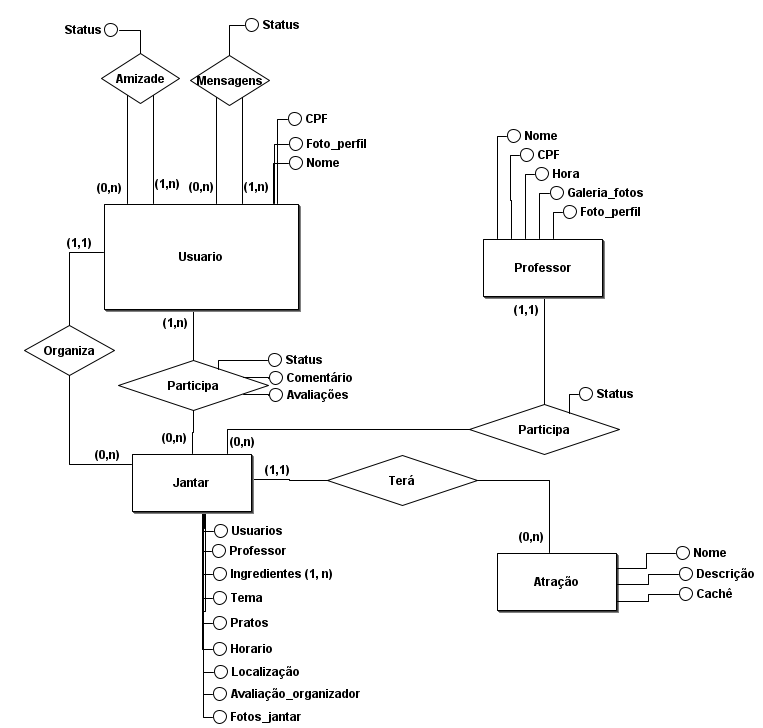 Status
Status
Amizade
Mensagens
CPF
Foto_perfil
Nome
(0,n)
(1,n)
(0,n)
(1,n)
Nome
CPF
Hora
Galeria_fotos
Foto_perfil
(1,1)
Usuario
Professor
(1,n)
(1,1)
Organiza
Status
Comentário
Avaliações
Participa
Status
Participa
(0,n)
(0,n)
(0,n)
(1,1)
Jantar
Terá
Usuarios
Professor
Ingredientes (1, n)
Tema
Pratos
Horario
Localização
Avaliação_organizador
Fotos_jantar
(0,n)
Atração
Nome
Descrição
Cachê